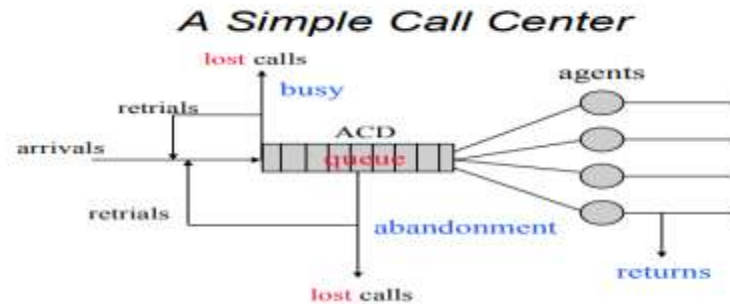 A Simple Call Center
lost calls
agents
busy
retrials
ACD
arrivals
queue
retrials
abandonment
returns
lost calls